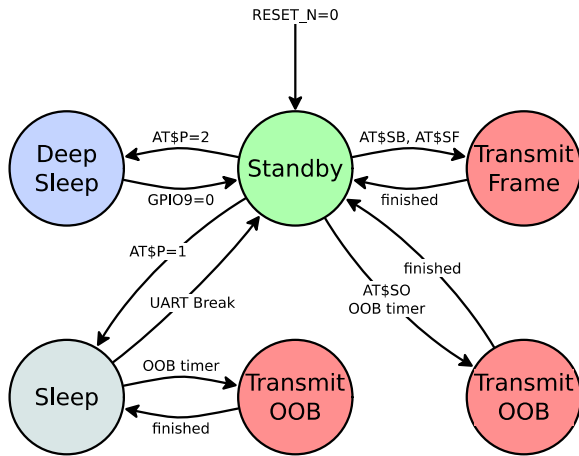 RESET_N=0
AT$P=2
AT$SB, AT$SF
Deep
Sleep
Standby
Transmit
Frame
GPIO9=0
finished
AT$P=1
finished
AT$SO
OOB timer
UART Break
OOB timer
Sleep
Transmit
OOB
Transmit
OOB
finished